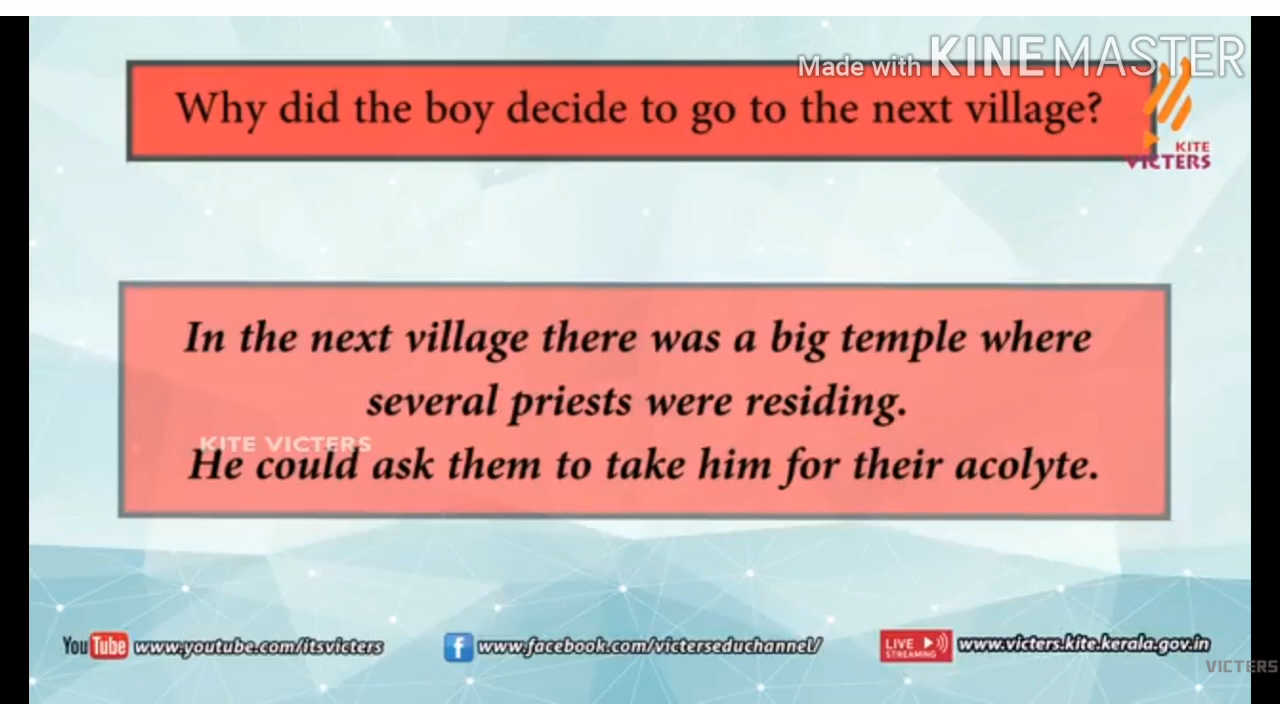 Made with KINEMASTER
Why did the boy decide to go to the next village?
KITE
VICTERS
In the next village there was a big temple where
several priests were residing.
KITE VICTERS
He could ask them to take him for their acolyte.
YouTube www.youtube.com/itsvicters
f www.facebook.com/victerseduchannel/
LIVE STREAMING www.victers.kite.kerala.gov.in
VICTERS